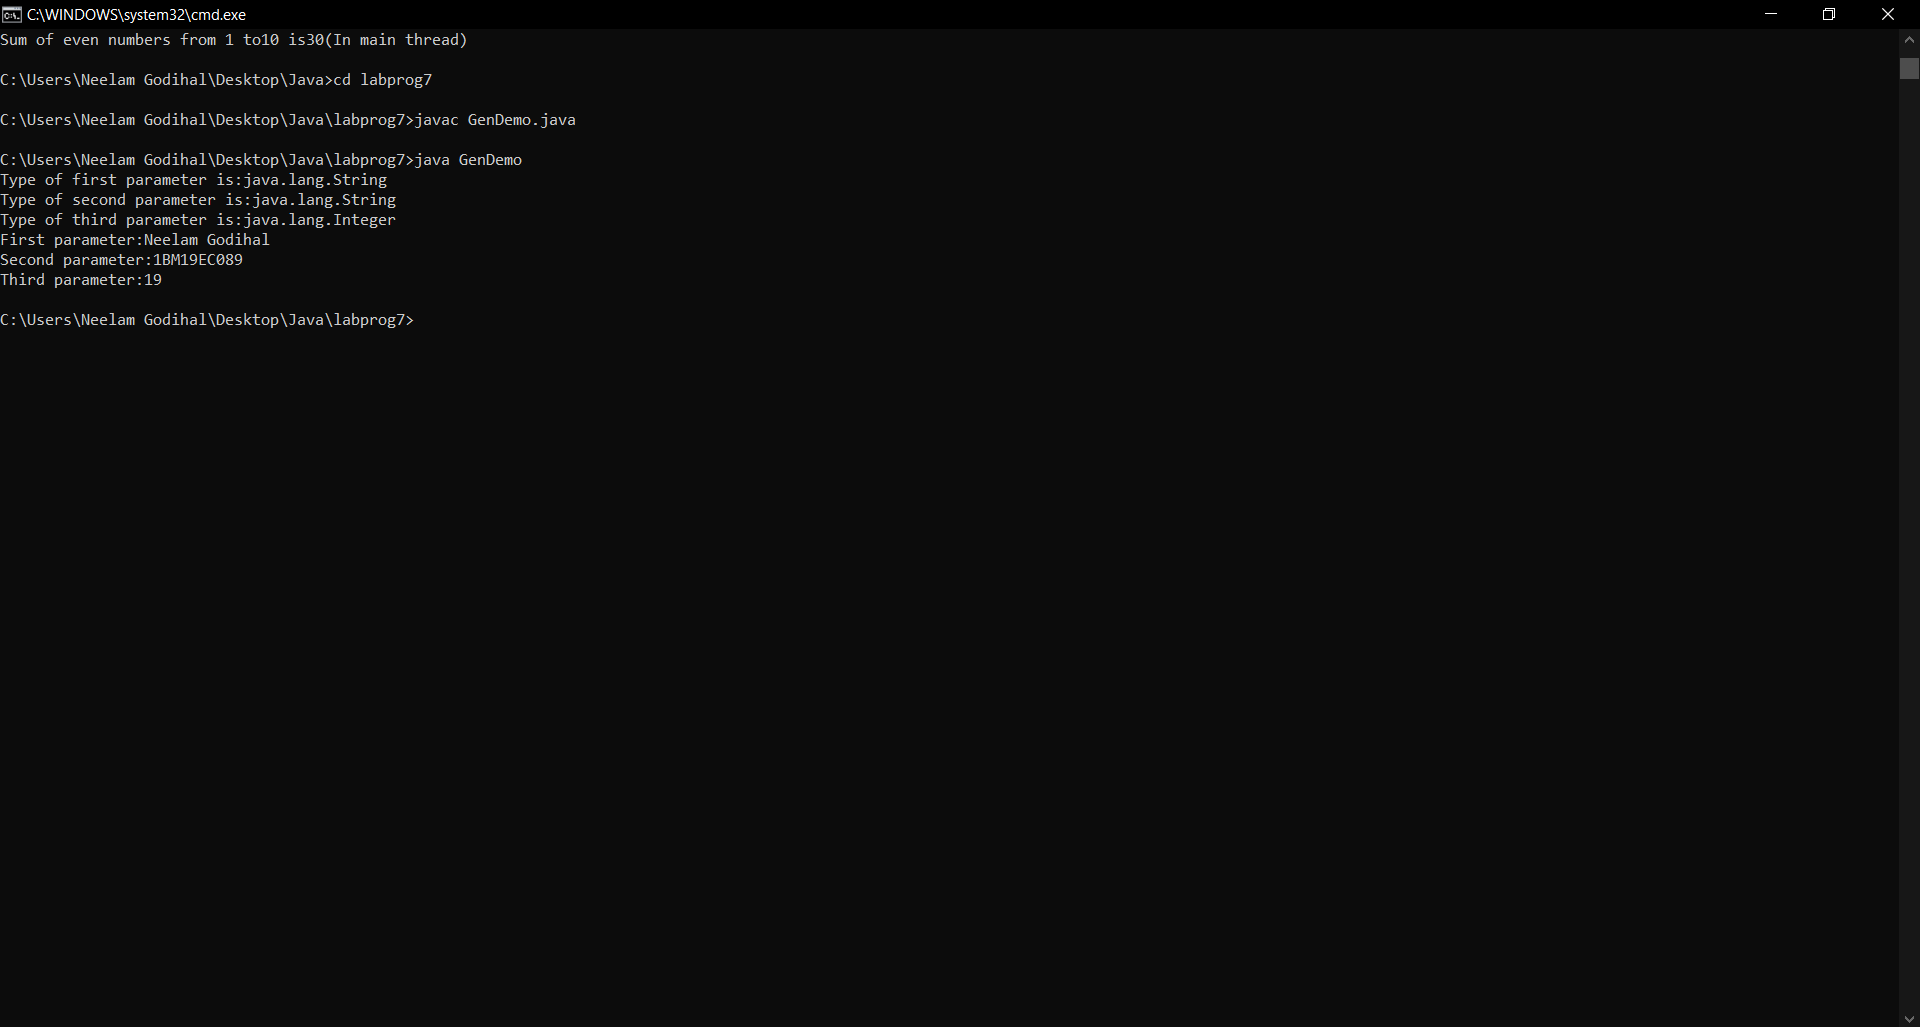 C:\WINDOWS\system32\cmd.exe
Sum of even numbers from 1 to10 is30(In main thread)
C:\Users\Neelam Godihal\Desktop\Java>cd labprog7
C:\Users\Neelam Godihal\Desktop\Java\labprog7>javac GenDemo.java
C:\Users\Neelam Godihal\Desktop\Java\labprog7>java GenDemo
Type of first parameter is:java.lang.String
Type of second parameter is:java.lang.String
Type of third parameter is:java.lang.Integer
First parameter:Neelam Godihal
Second parameter:1BM19EC089
Third parameter:19
C:\Users\Neelam Godihal\Desktop\Java\labprog7>